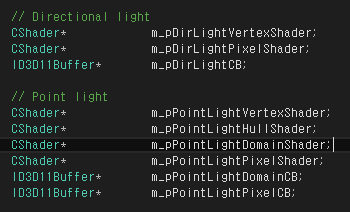 // Directional light
CShader* m_pDirLightVertexShader;
CShader* m_pDirLightPixelShader;
ID3D11Buffer* m_pDirLightCB;
// Point light
CShader* m_pPointLightVertexShader;
CShader* m_pPointLightHullShader;
CShader* m_pPointLightDomainShader;
CShader* m_pPointLightPixelShader;
ID3D11Buffer* m_pPointLightDomainCB;
ID3D11Buffer* m_pPointLightPixelCB;